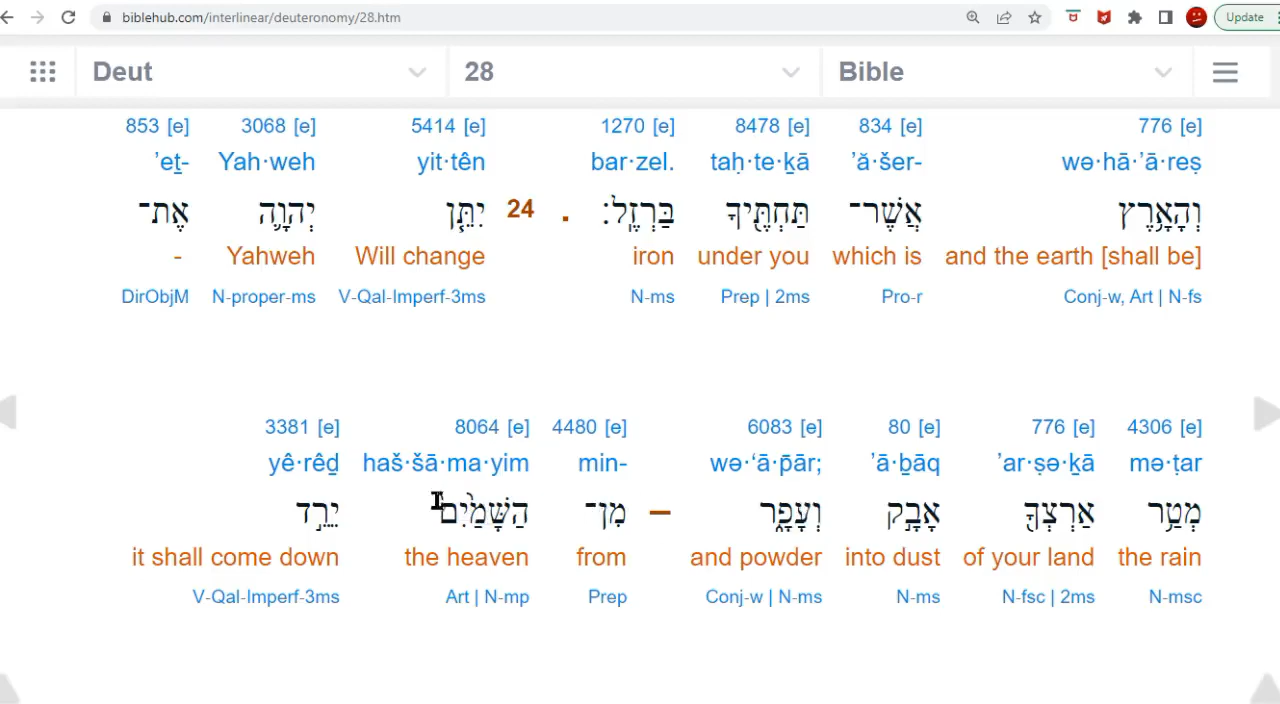 biblehub.com/interlinear/deuteronomy/28.htm Update
Deut 28 Bible
853 [e] 3068 [e] 5414 [e] 1270 [e] 8478 [e] 834 [e] 776 [e]
’eṯ- Yah·weh yit·tên bar·zel. taḥ·te·ḵā ’ă·šer- wə·hā·’ā·reṣ
וְהָאָ֥רֶץ אֲשֶׁר־ תַּחְתֶּ֖יךָ בַּרְזֶֽל׃ . 24 יִתֵּ֧ן יְהוָ֛ה אֶת־
- Yahweh Will change iron under you which is and the earth [shall be]
DirObjM N-proper-ms V-Qal-Imperf-3ms N-ms Prep | 2ms Pro-r Conj-w, Art | N-fs
3381 [e] 8064 [e] 4480 [e] 6083 [e] 80 [e] 776 [e] 4306 [e]
yê·rêḏ haš·šā·ma·yim min- wə·‘ā·p̄ār; ’ā·ḇāq ’ar·ṣə·ḵā mə·ṭar
מְטַ֥ר אַרְצְךָ֖ אָבָ֣ק וְעָפָ֑ר – מִן־ הַשָּׁמַ֙יִם֙ יֵרֵ֣ד
it shall come down the heaven from and powder into dust of your land the rain
V-Qal-Imperf-3ms Art | N-mp Prep Conj-w | N-ms N-ms N-fsc | 2ms N-msc